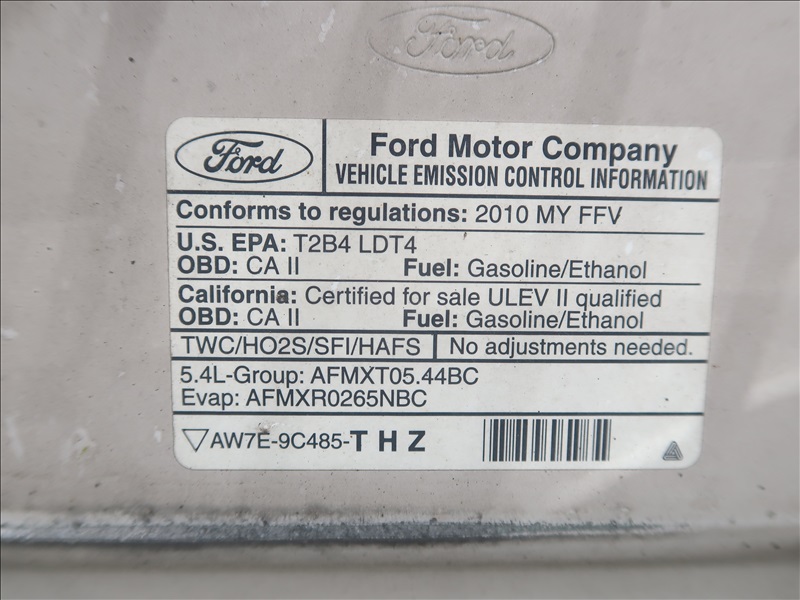 Ford
Ford
Ford Motor Company
VEHICLE EMISSION CONTROL INFORMATION
Conforms to regulations: 2010 MY FFV
U.S. EPA: T2B4 LDT4
OBD: CA II Fuel: Gasoline/Ethanol
California: Certified for sale ULEV II qualified
OBD: CA II Fuel: Gasoline/Ethanol
TWC/HO2S/SFI/HAFS No adjustments needed.
5.4L-Group: AFMXT05.44BC
Evap: AFMXR0265NBC
▽AW7E-9C485-T H Z